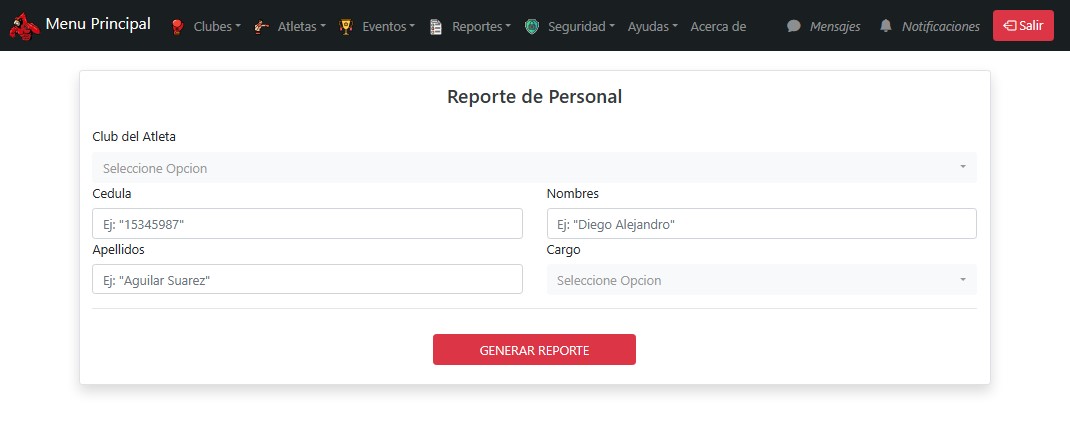 Menu Principal Clubes Atletas Eventos Reportes Seguridad Ayudas Acerca de Mensajes Notificaciones Salir
Reporte de Personal
Club del Atleta
Seleccione Opcion
Cedula Nombres
Ej: "15345987" Ej: "Diego Alejandro"
Apellidos Cargo
Ej: "Aguilar Suarez" Seleccione Opcion
GENERAR REPORTE